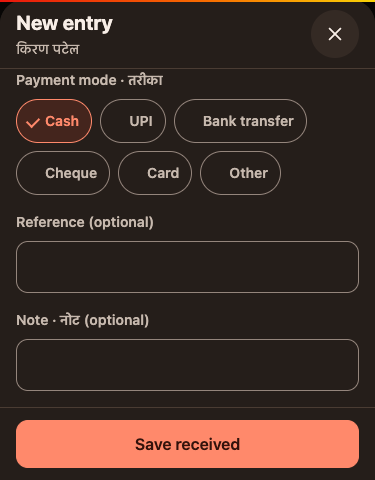 New entry
किरण पटेल
Payment mode · तरीका
Cash UPI Bank transfer
Cheque Card Other
Reference (optional)
Note · नोट (optional)
Save received